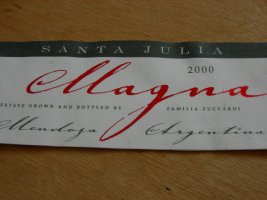 SANTA JULIA
2000
Magna
ESTATE GROWN AND BOTTLED BY FAMILIA ZUCCARDI
Mendoza Argentina